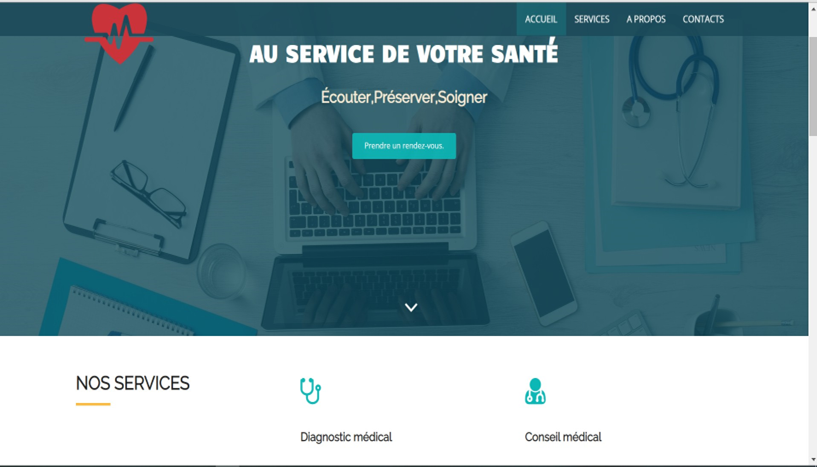 ACCUEIL SERVICES A PROPOS CONTACTS
AU SERVICE DE VOTRE SANTÉ
Écouter,Préserver,Soigner
Prendre un rendez-vous.
NOS SERVICES
Diagnostic médical
Conseil médical